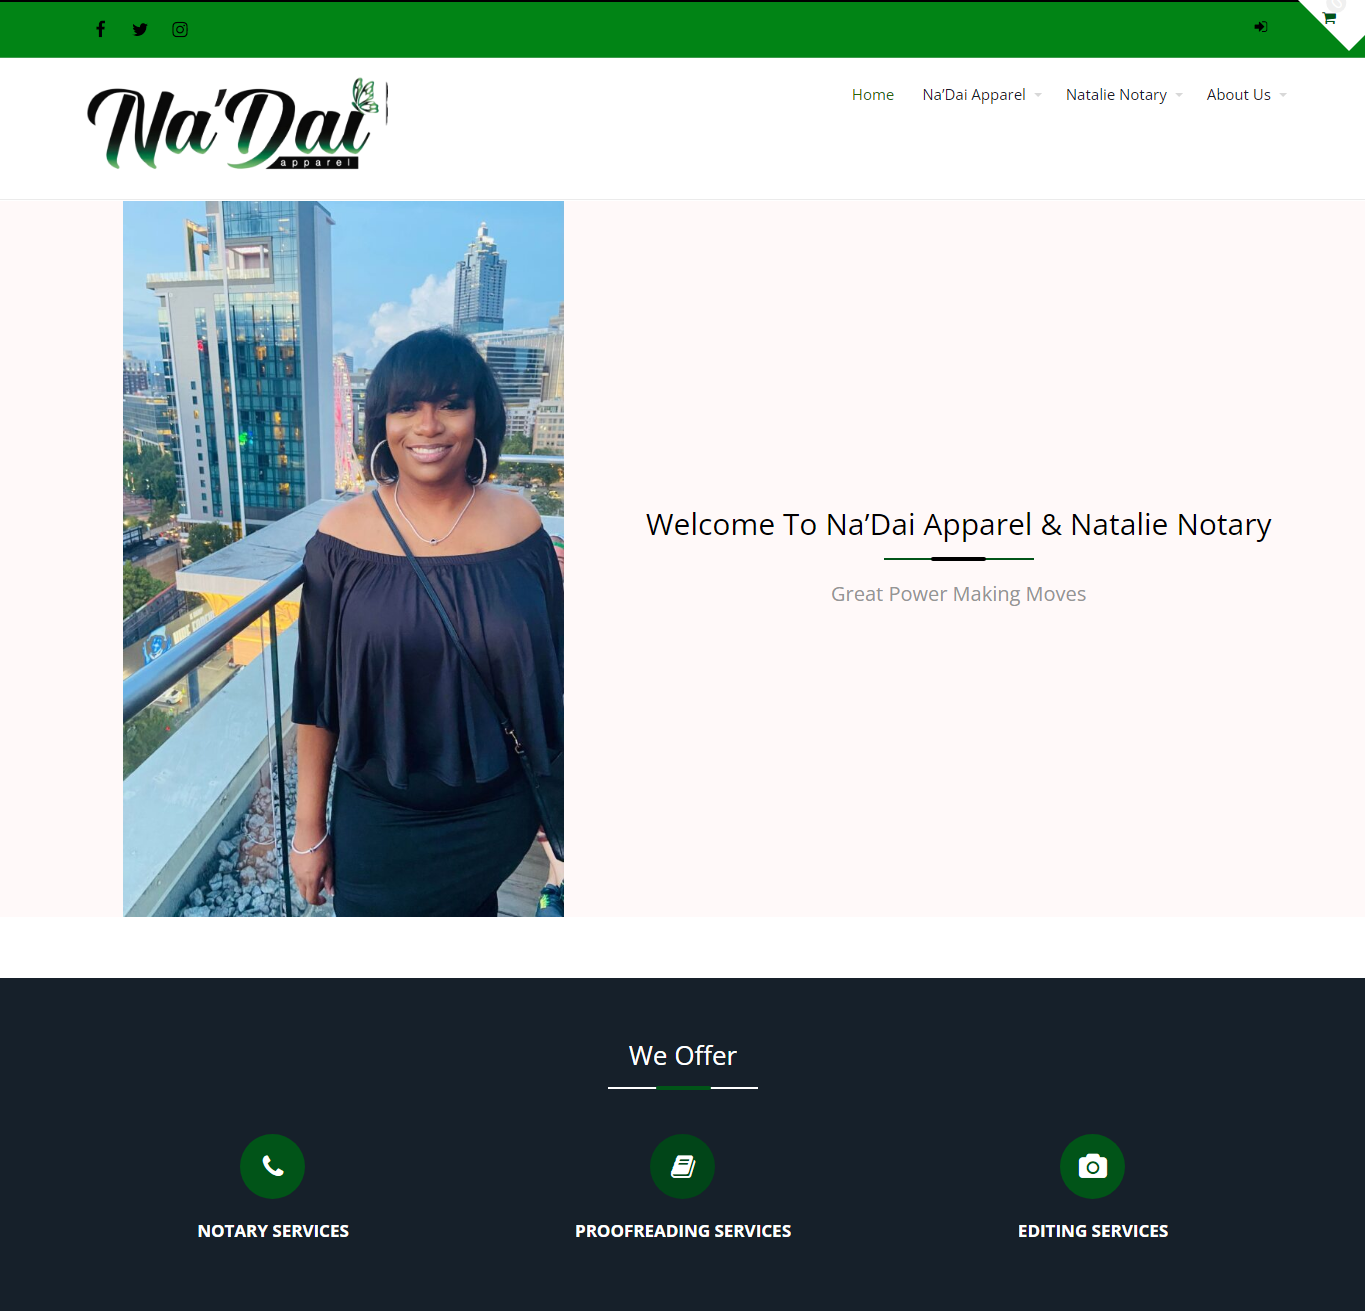 Home Na’Dai Apparel Natalie Notary About Us
Na'Dai
apparel
Welcome To Na’Dai Apparel & Natalie Notary
Great Power Making Moves
We Offer
NOTARY SERVICES PROOFREADING SERVICES EDITING SERVICES